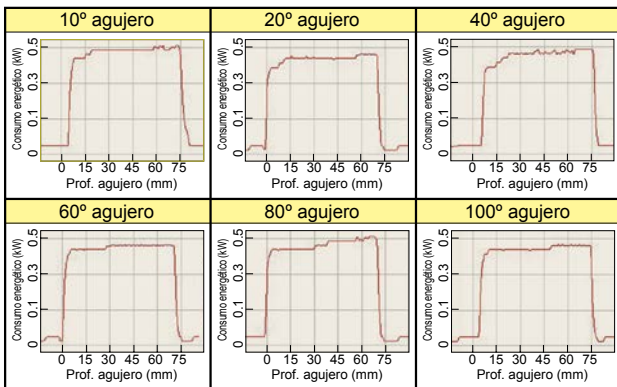 10º agujero
20º agujero
40º agujero
Consumo energético (kW)
0.5
0.3
0.1
0
0 15 30 45 60 75
Prof. agujero (mm)
Consumo energético (kW)
0.5
0.3
0.1
0
0 15 30 45 60 75
Prof. agujero (mm)
Consumo energético (kW)
0.5
0.3
0.1
0
0 15 30 45 60 75
Prof. agujero (mm)
60º agujero
80º agujero
100º agujero
Consumo energético (kW)
0.5
0.3
0.1
0
0 15 30 45 60 75
Prof. agujero (mm)
Consumo energético (kW)
0.5
0.3
0.1
0
0 15 30 45 60 75
Prof. agujero (mm)
Consumo energético (kW)
0.5
0.3
0.1
0
0 15 30 45 60 75
Prof. agujero (mm)